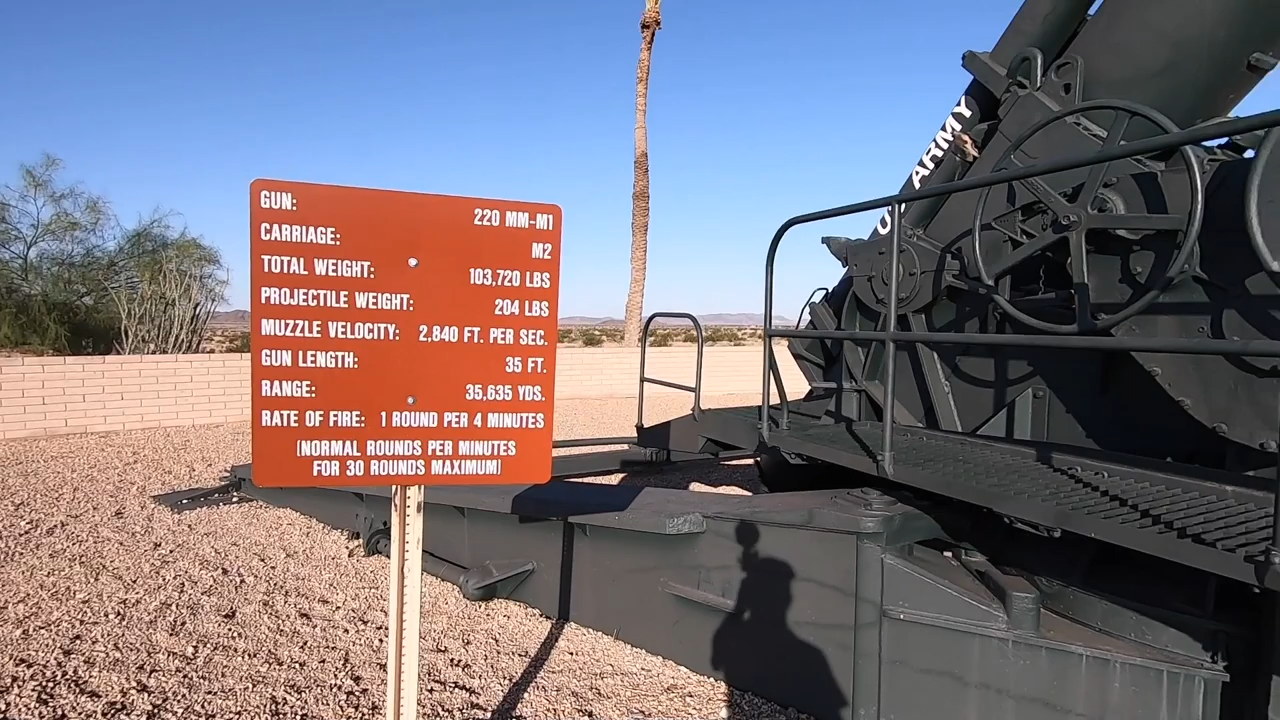 GUN: 220 MM-M1
CARRIAGE: M2
TOTAL WEIGHT: 103,720 LBS
PROJECTILE WEIGHT: 204 LBS
MUZZLE VELOCITY: 2,840 FT. PER SEC.
GUN LENGTH: 35 FT.
RANGE: 35,635 YDS.
RATE OF FIRE: 1 ROUND PER 4 MINUTES
(NORMAL ROUNDS PER MINUTES
FOR 30 ROUNDS MAXIMUM)
ARMY